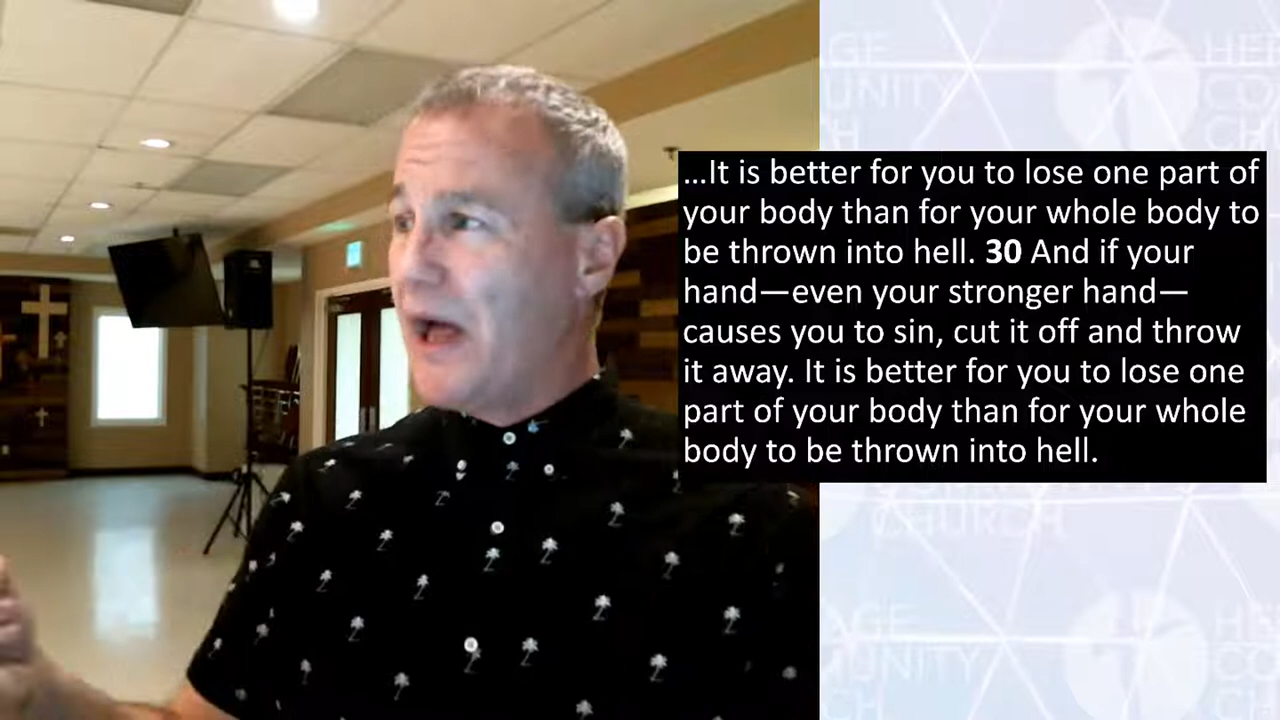 …It is better for you to lose one part of
your body than for your whole body to
be thrown into hell. 30 And if your
hand—even your stronger hand—
causes you to sin, cut it off and throw
it away. It is better for you to lose one
part of your body than for your whole
body to be thrown into hell.
CHURCH